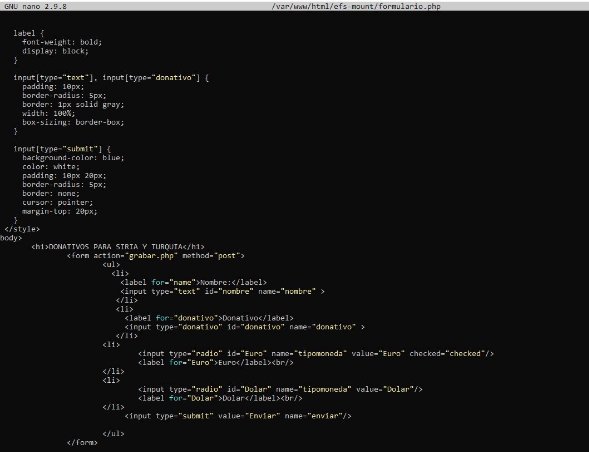 GNU nano 2.9.8 /var/www/html/efs-mount/formulario.php
label {
font-weight: bold;
display: block;
}
input[type="text"], input[type="donativo"] {
padding: 10px;
border-radius: 5px;
border: 1px solid gray;
width: 100%;
box-sizing: border-box;
}
input[type="submit"] {
background-color: blue;
color: white;
padding: 10px 20px;
border-radius: 5px;
border: none;
cursor: pointer;
margin-top: 20px;
}
</style>
body>
<h1>DONATIVOS PARA SIRIA Y TURQUIA</h1>
<form action="grabar.php" method="post">
<ul>
<li>
<label for="name">Nombre:</label>
<input type="text" id="nombre" name="nombre" >
</li>
<li>
<label for="donativo">Donativo</label>
<input type="donativo" id="donativo" name="donativo" >
</li>
<li>
<input type="radio" id="Euro" name="tipomoneda" value="Euro" checked="checked"/>
<label for="Euro">Euro</label><br/>
</li>
<li>
<input type="radio" id="Dolar" name="tipomoneda" value="Dolar"/>
<label for="Dolar">Dolar</label><br/>
</li>
<input type="submit" value="Enviar" name="enviar"/>
</ul>
</form>